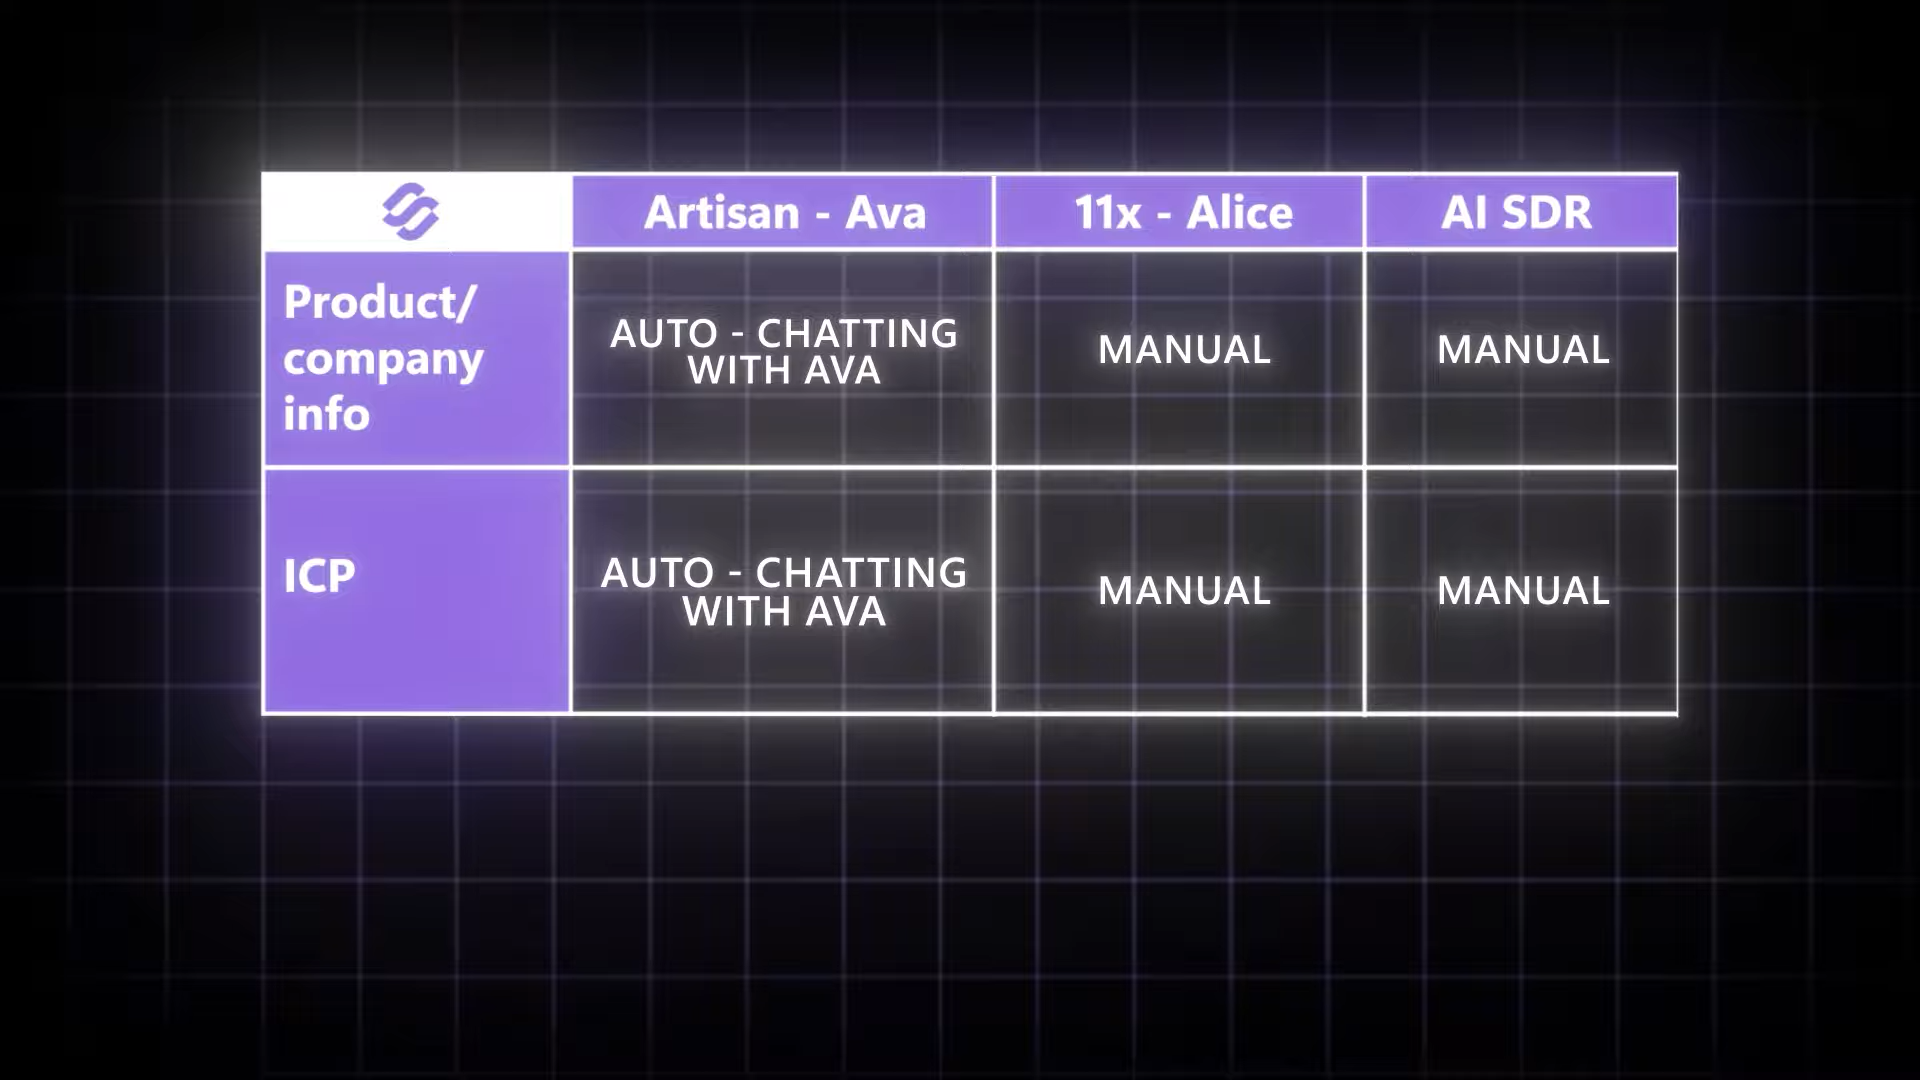 Artisan - Ava
11x - Alice
AI SDR
Product/
company
info
AUTO - CHATTING
WITH AVA
MANUAL
MANUAL
ICP
AUTO - CHATTING
WITH AVA
MANUAL
MANUAL